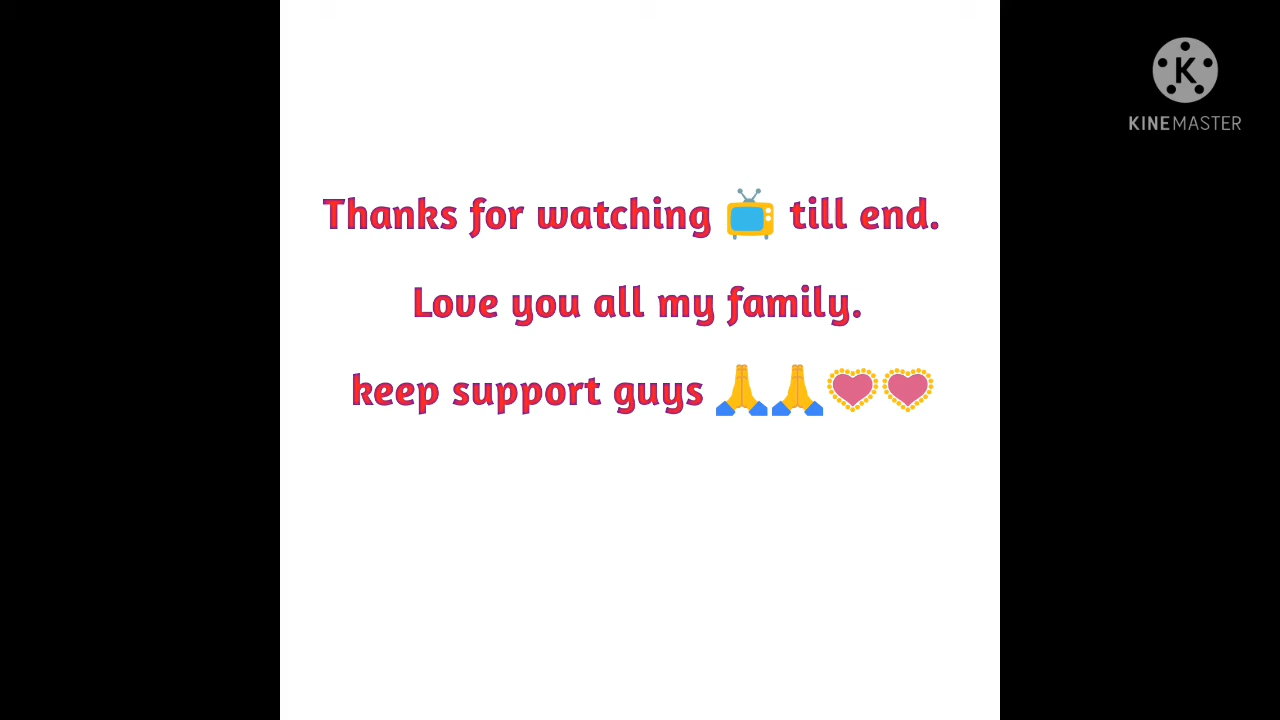 KINEMASTER
Thanks for watching 📺 till end.
Love you all my family.
keep support guys 🙏🙏💟💟